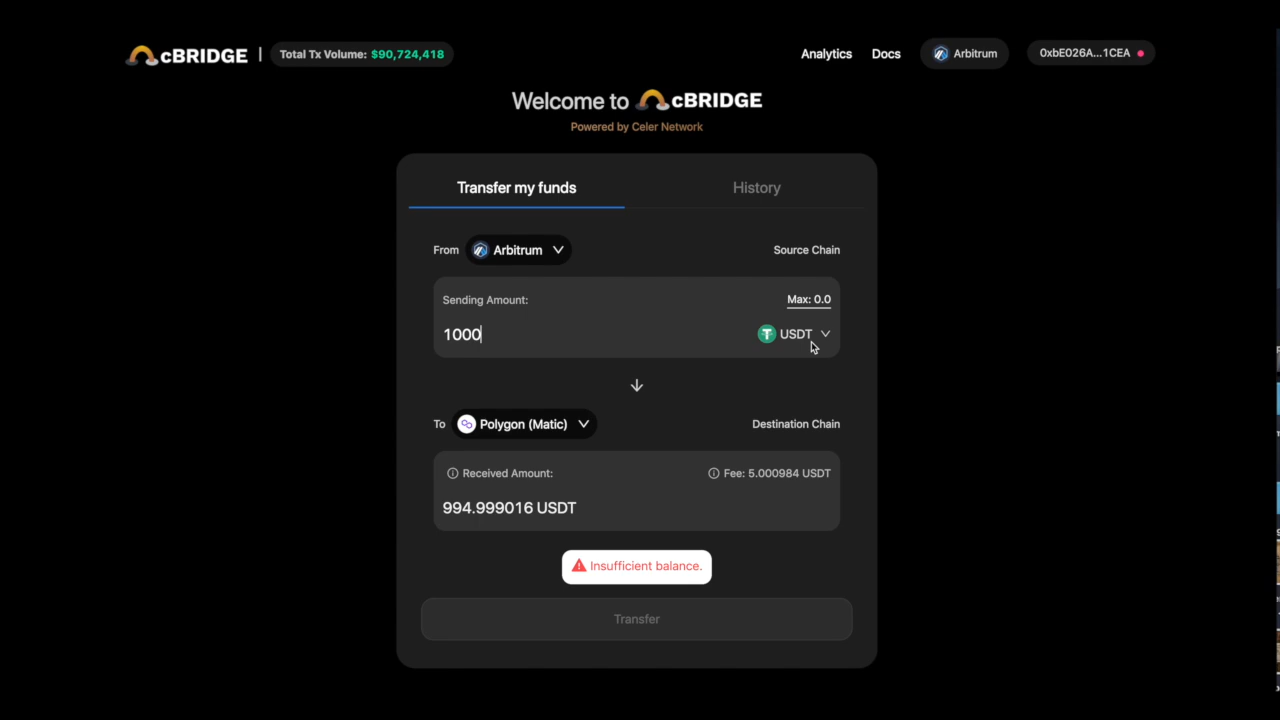 cBRIDGE | Total Tx Volume: $90,724,418 Analytics Docs Arbitrum 0xbE026A...1CEA
Welcome to cBRIDGE
Powered by Celer Network
Transfer my funds History
From Arbitrum Source Chain
Sending Amount: Max: 0.0
1000 USDT
To Polygon (Matic) Destination Chain
Received Amount: Fee: 5.000984 USDT
994.999016 USDT
Insufficient balance.
Transfer